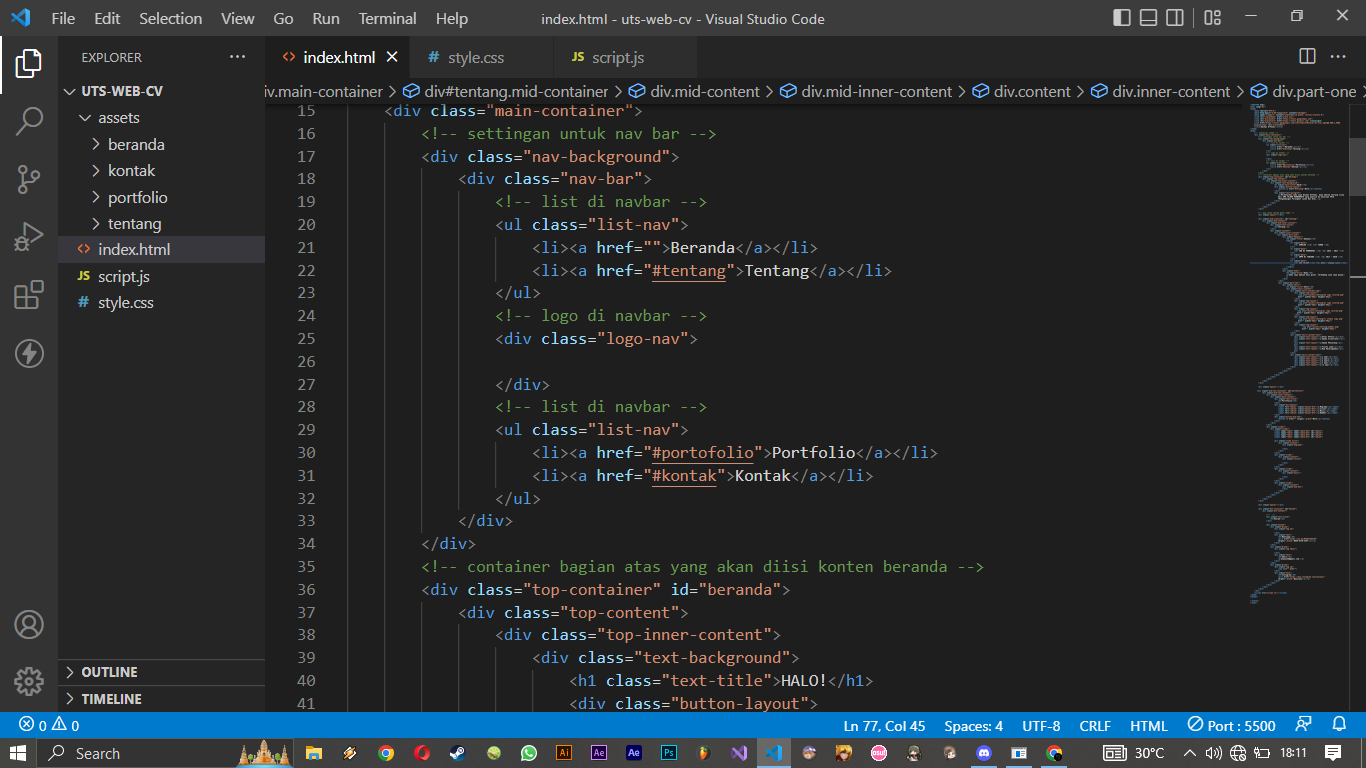 File Edit Selection View Go Run Terminal Help index.html - uts-web-cv - Visual Studio Code
EXPLORER ···
UTS-WEB-CV
assets
beranda
kontak
portfolio
tentang
index.html
JS script.js
# style.css
OUTLINE
TIMELINE
index.html
# style.css
JS script.js
iv.main-container > div#tentang.mid-container > div.mid-content > div.mid-inner-content > div.content > div.inner-content > div.part-one
15 <div class="main-container">
16 <!-- settingan untuk nav bar -->
17 <div class="nav-background">
18 <div class="nav-bar">
19 <!-- list di navbar -->
20 <ul class="list-nav">
21 <li><a href="">Beranda</a></li>
22 <li><a href="#tentang">Tentang</a></li>
23 </ul>
24 <!-- logo di navbar -->
25 <div class="logo-nav">
26
27 </div>
28 <!-- list di navbar -->
29 <ul class="list-nav">
30 <li><a href="#portofolio">Portfolio</a></li>
31 <li><a href="#kontak">Kontak</a></li>
32 </ul>
33 </div>
34 </div>
35 <!-- container bagian atas yang akan diisi konten beranda -->
36 <div class="top-container" id="beranda">
37 <div class="top-content">
38 <div class="top-inner-content">
39 <div class="text-background">
40 <h1 class="text-title">HALO!</h1>
41 <div class="button-layout">
0 0 Ln 77, Col 45 Spaces: 4 UTF-8 CRLF HTML Port : 5500
Search Ai Ae Ae Ps osu! 30°C 18:11